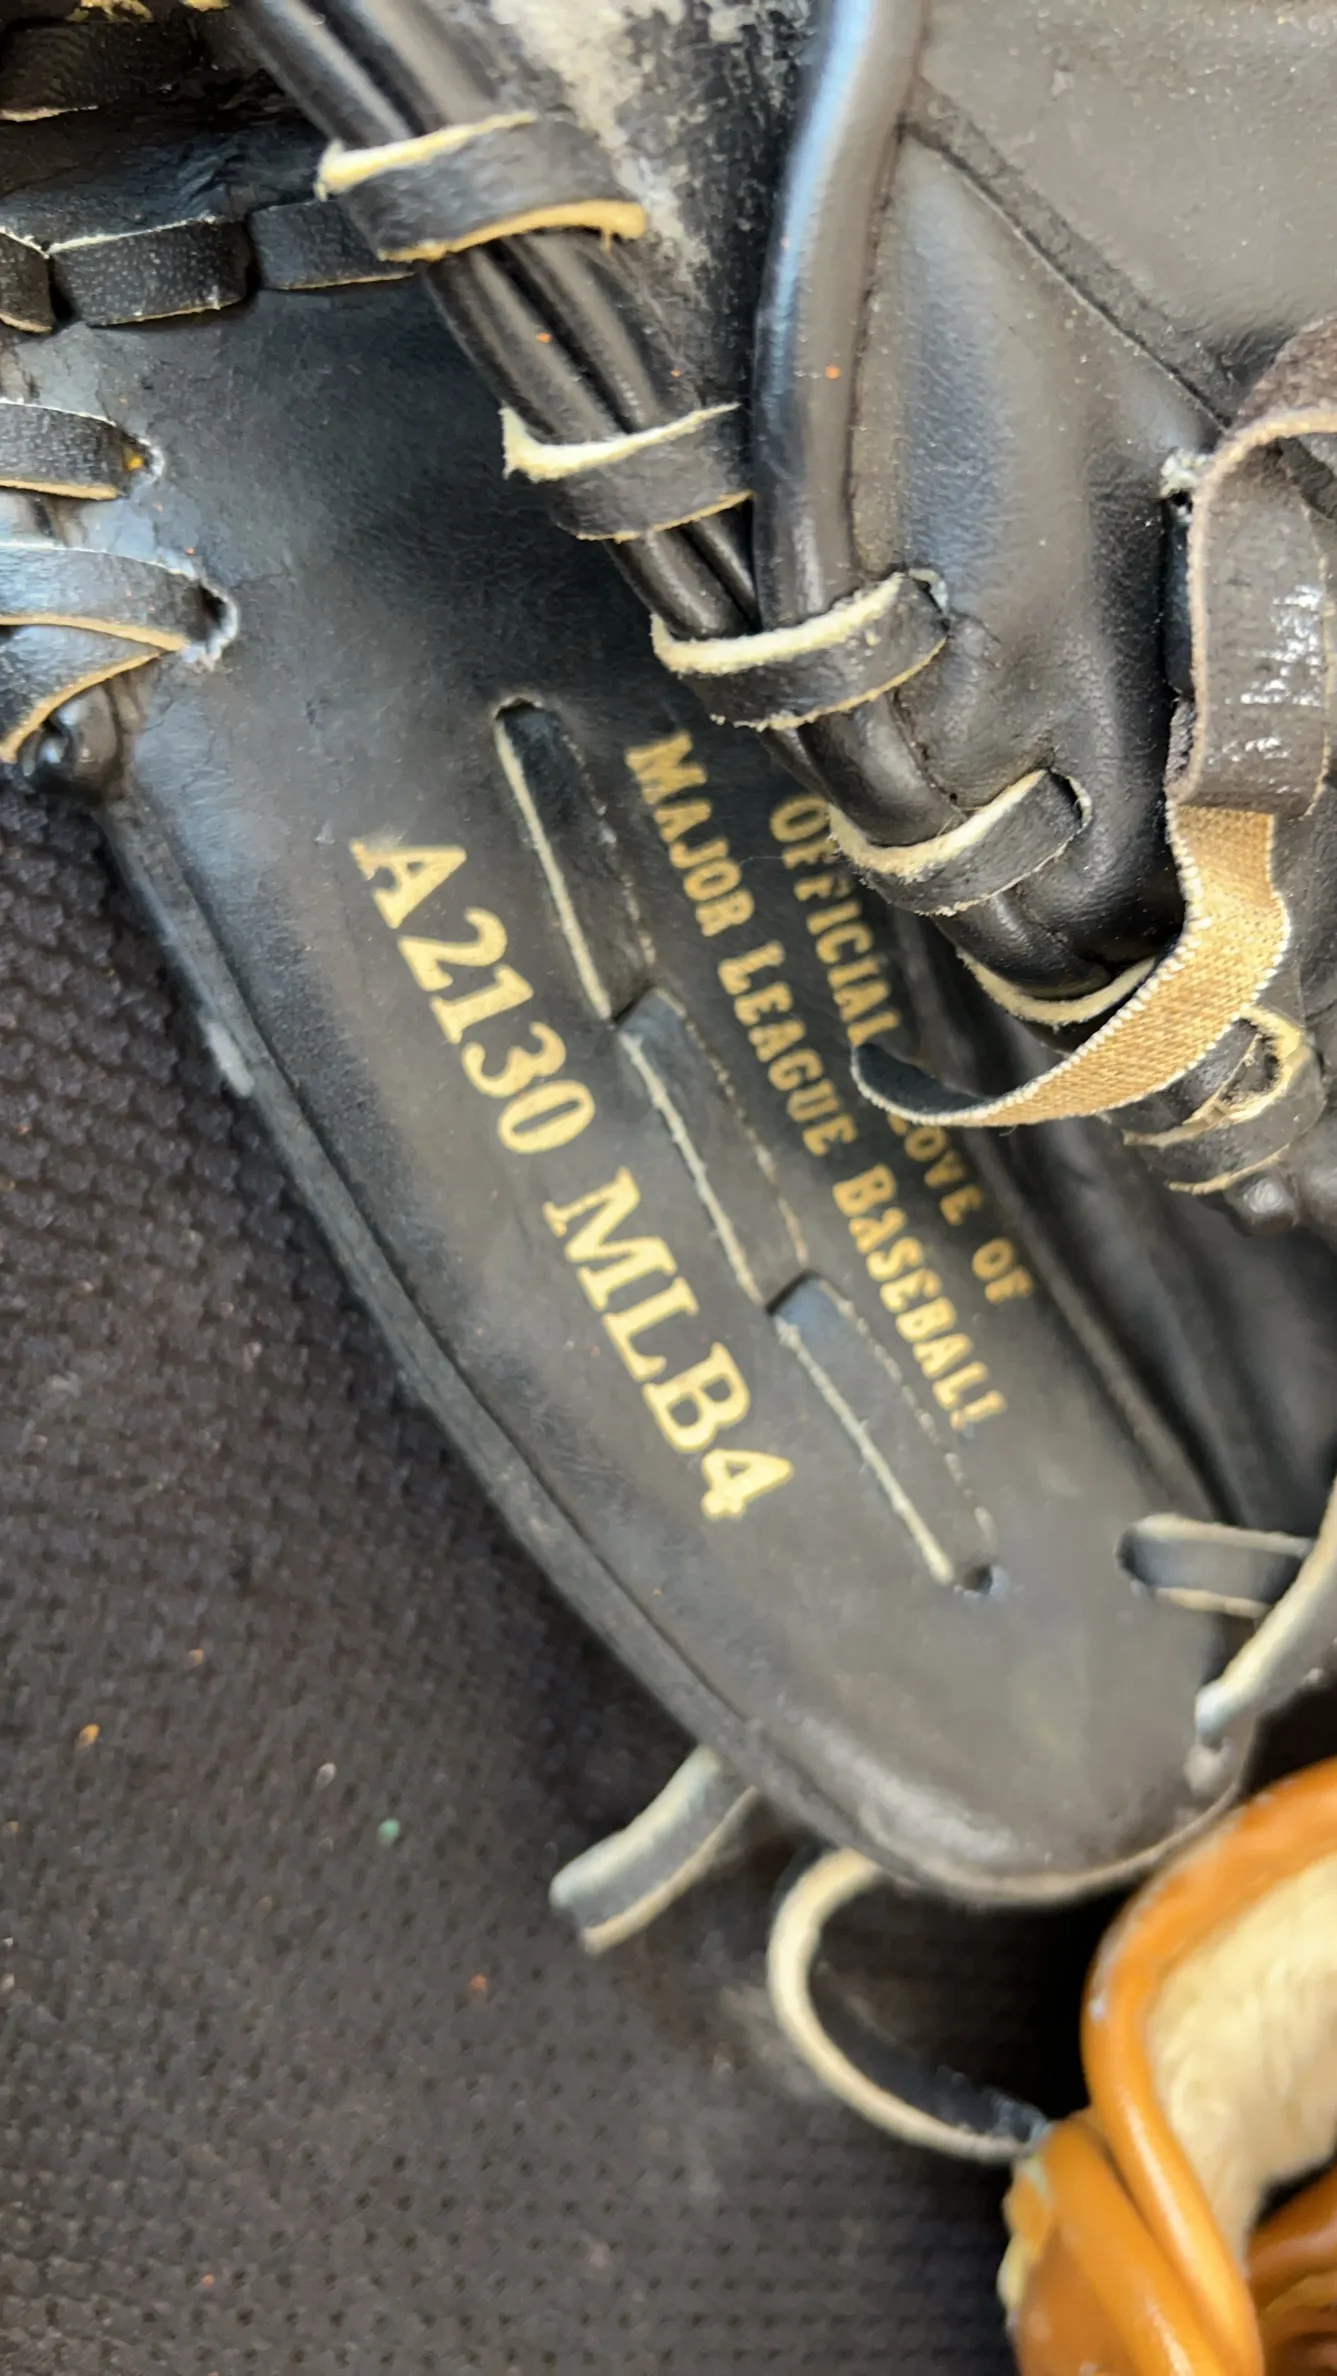 OFFICIAL OF
MAJOR LEAGUE BASEBALL
A2130 MLB4